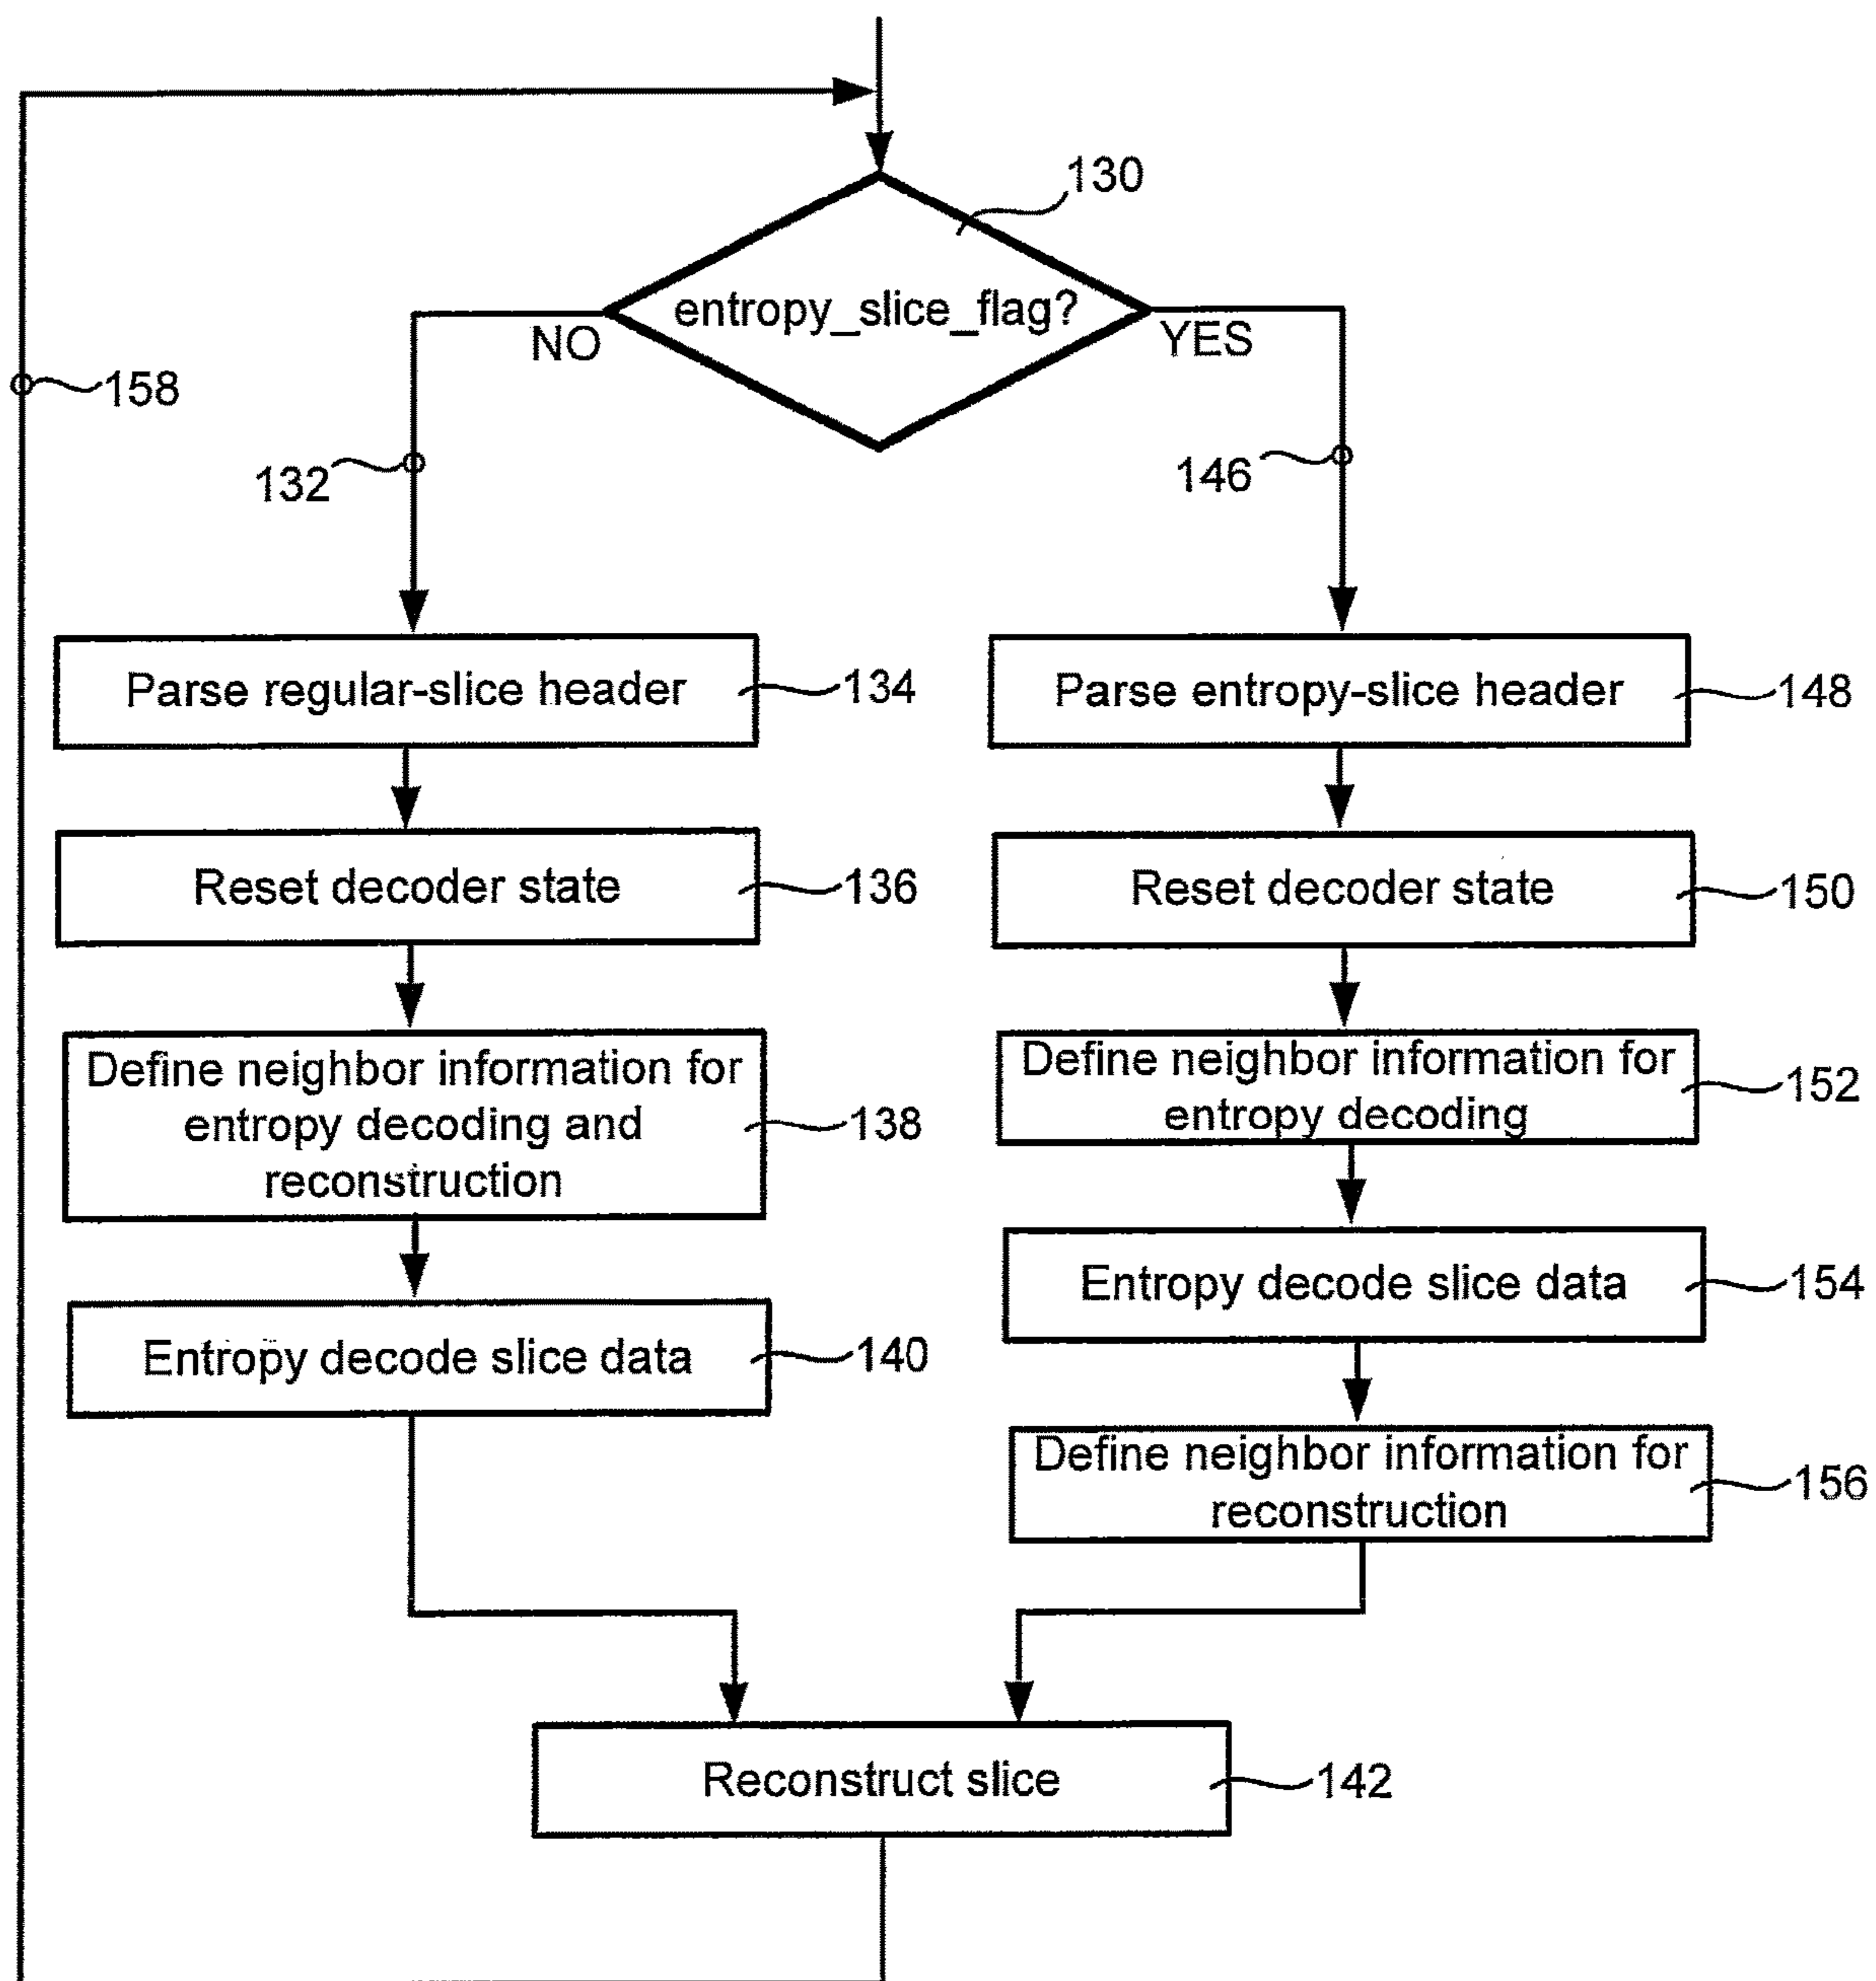 130
entropy_slice_flag?
NO
YES
158
132
146
Parse regular-slice header
134
Parse entropy-slice header
148
Reset decoder state
136
Reset decoder state
150
Define neighbor information for
entropy decoding and
reconstruction
138
Define neighbor information for
entropy decoding
152
Entropy decode slice data
140
Entropy decode slice data
154
Define neighbor information for
reconstruction
156
Reconstruct slice
142